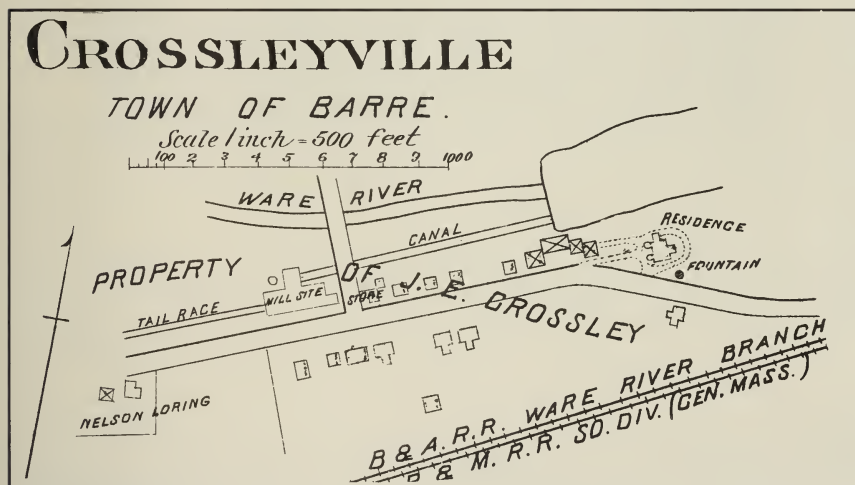 CROSSLEYVILLE
TOWN OF BARRE.
Scale 1 inch = 500 feet
100 2 3 4 5 6 7 8 9 1000
WARE RIVER
CANAL
RESIDENCE
FOUNTAIN
PROPERTY OF J. E. CROSSLEY
MILL SITE
STORE
TAIL RACE
NELSON LORING
B & A. R. R. WARE RIVER BRANCH
B & M. R. R. SO. DIV. (CEN. MASS.)